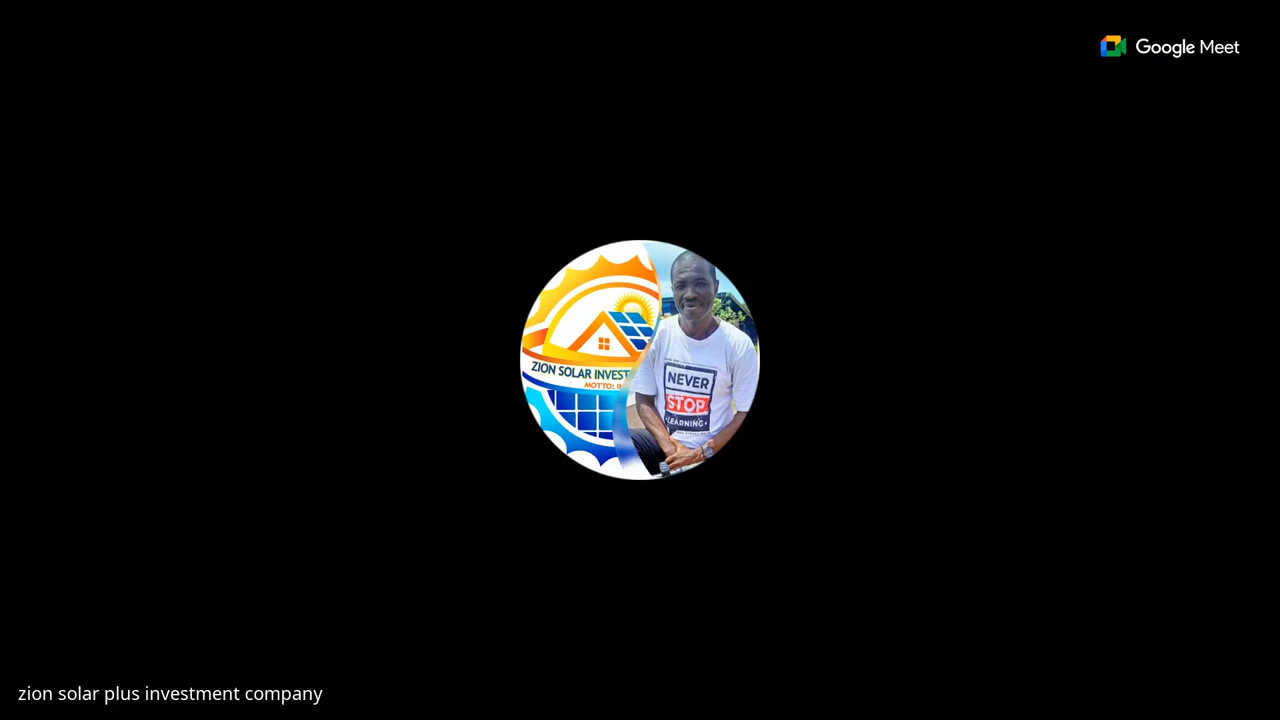 Google Meet
ZION SOLAR INVEST
MOTTO:
NEVER
STOP
LEARNING
zion solar plus investment company